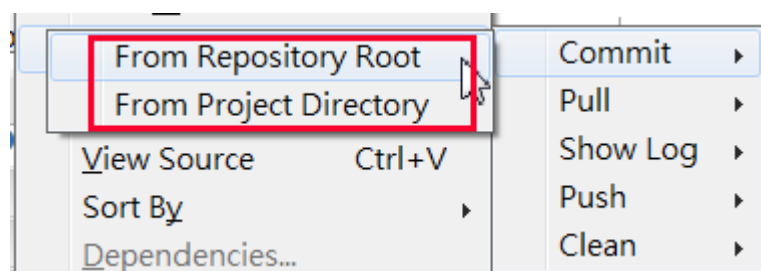 From Repository Root
From Project Directory
View Source Ctrl+V
Sort By
Dependencies...
Commit
Pull
Show Log
Push
Clean